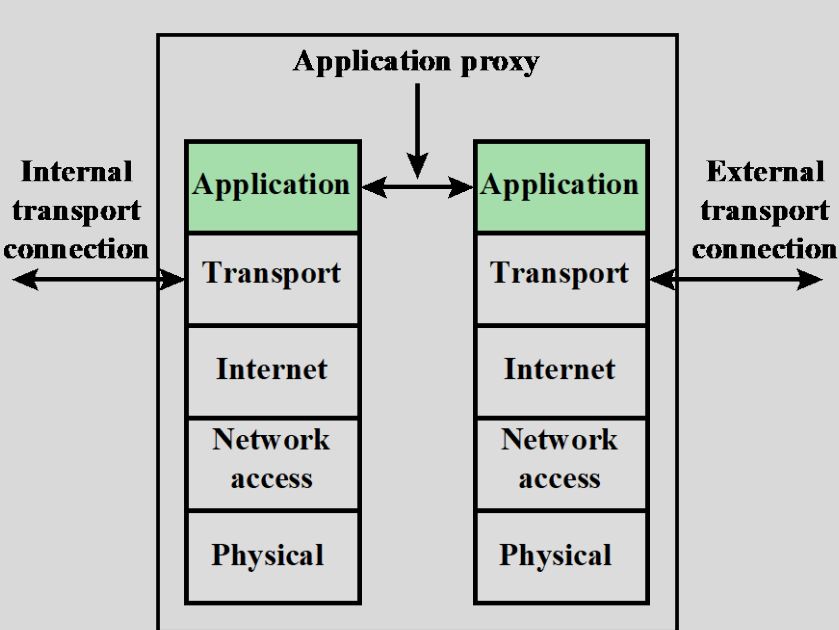 Application proxy
Internal
transport
connection
Application
Transport
Internet
Network
access
Physical
Application
Transport
Internet
Network
access
Physical
External
transport
connection